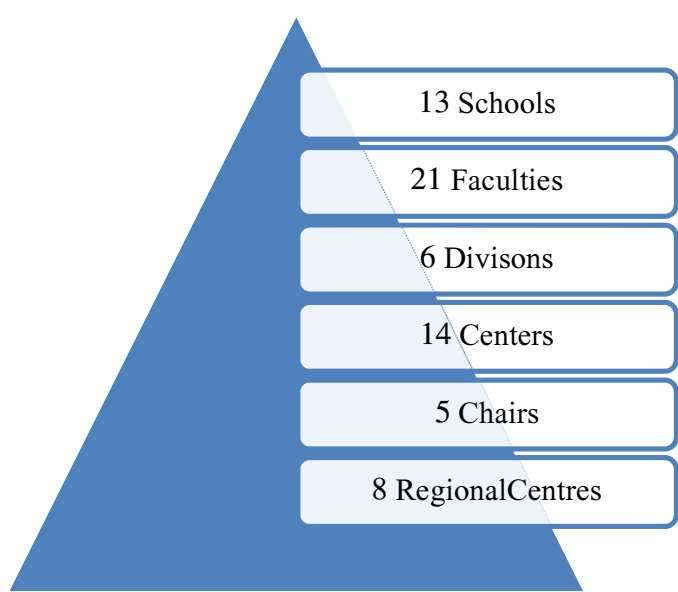 13 Schools
21 Faculties
6 Divisons
14 Centers
5 Chairs
8 RegionalCentres